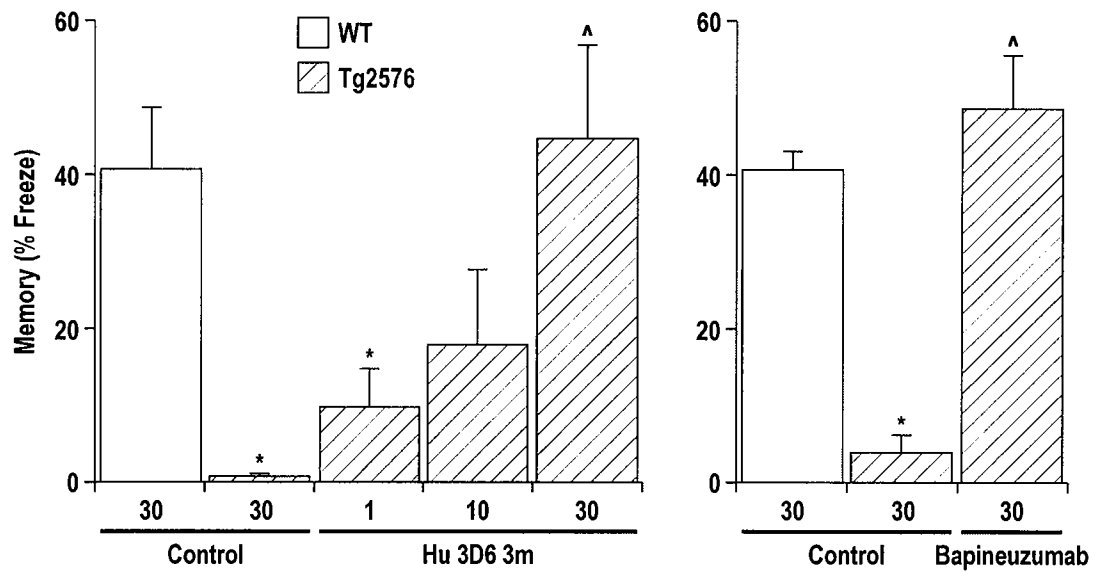 60
40
20
0
Memory (% Freeze)
WT
Tg2576
*
*
^
30 30 1 10 30
Control Hu 3D6 3m
60
40
20
0
*
^
30 30 30
Control Bapineuzumab